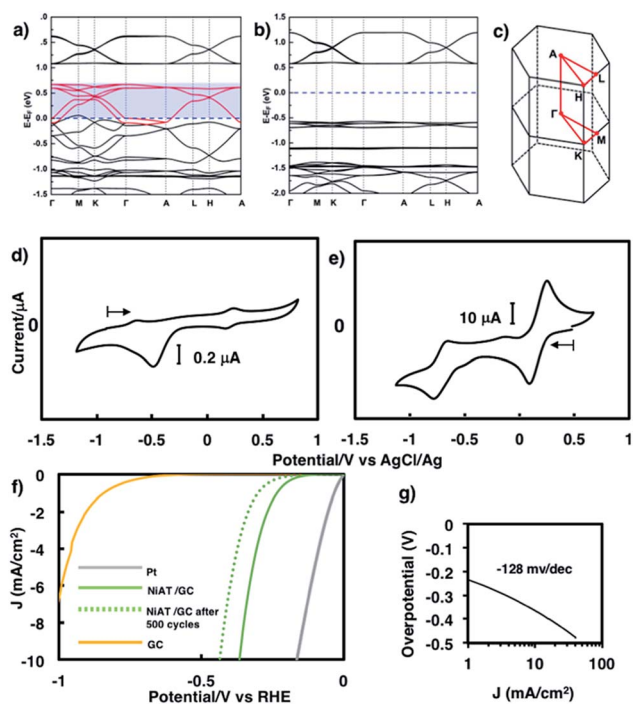 a)
b)
c)
.0
1.0
0.5
0.0
-0.5
-1.0
1.5
E-EF (eV)
Γ M K Γ A L H A
1.0
0.5
0.0
-0.5
-1.0
-1.5
-2.0
E-EF (eV)
Γ M K Γ A L H A
A
L
H
Γ
M
K
d)
e)
Current/μA
0
0.2 μA
-1.5 -1 -0.5 0 0.5 1
0
10 μA
-1.5 -1 -0.5 0 0.5 1
Potential/V vs AgCl/Ag
f)
J (mA/cm2)
0
-2
-4
-6
-8
-10
Pt
NiAT /GC
NiAT /GC after
500 cycles
GC
-1 -0.5 0
Potential/V vs RHE
g)
Overpotential (V)
0
-0.1
-0.2
-0.3
-0.4
-0.5
-128 mv/dec
1 10 100
J (mA/cm2)